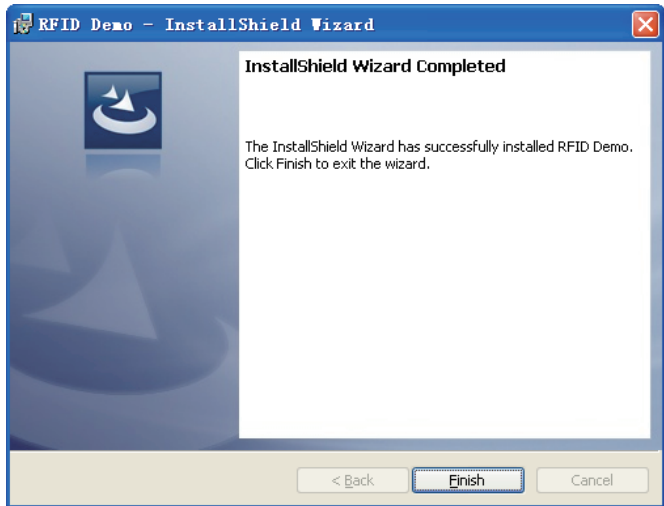 RFID Demo - InstallShield Wizard
InstallShield Wizard Completed
The InstallShield Wizard has successfully installed RFID Demo.
Click Finish to exit the wizard.
< Back
Finish
Cancel